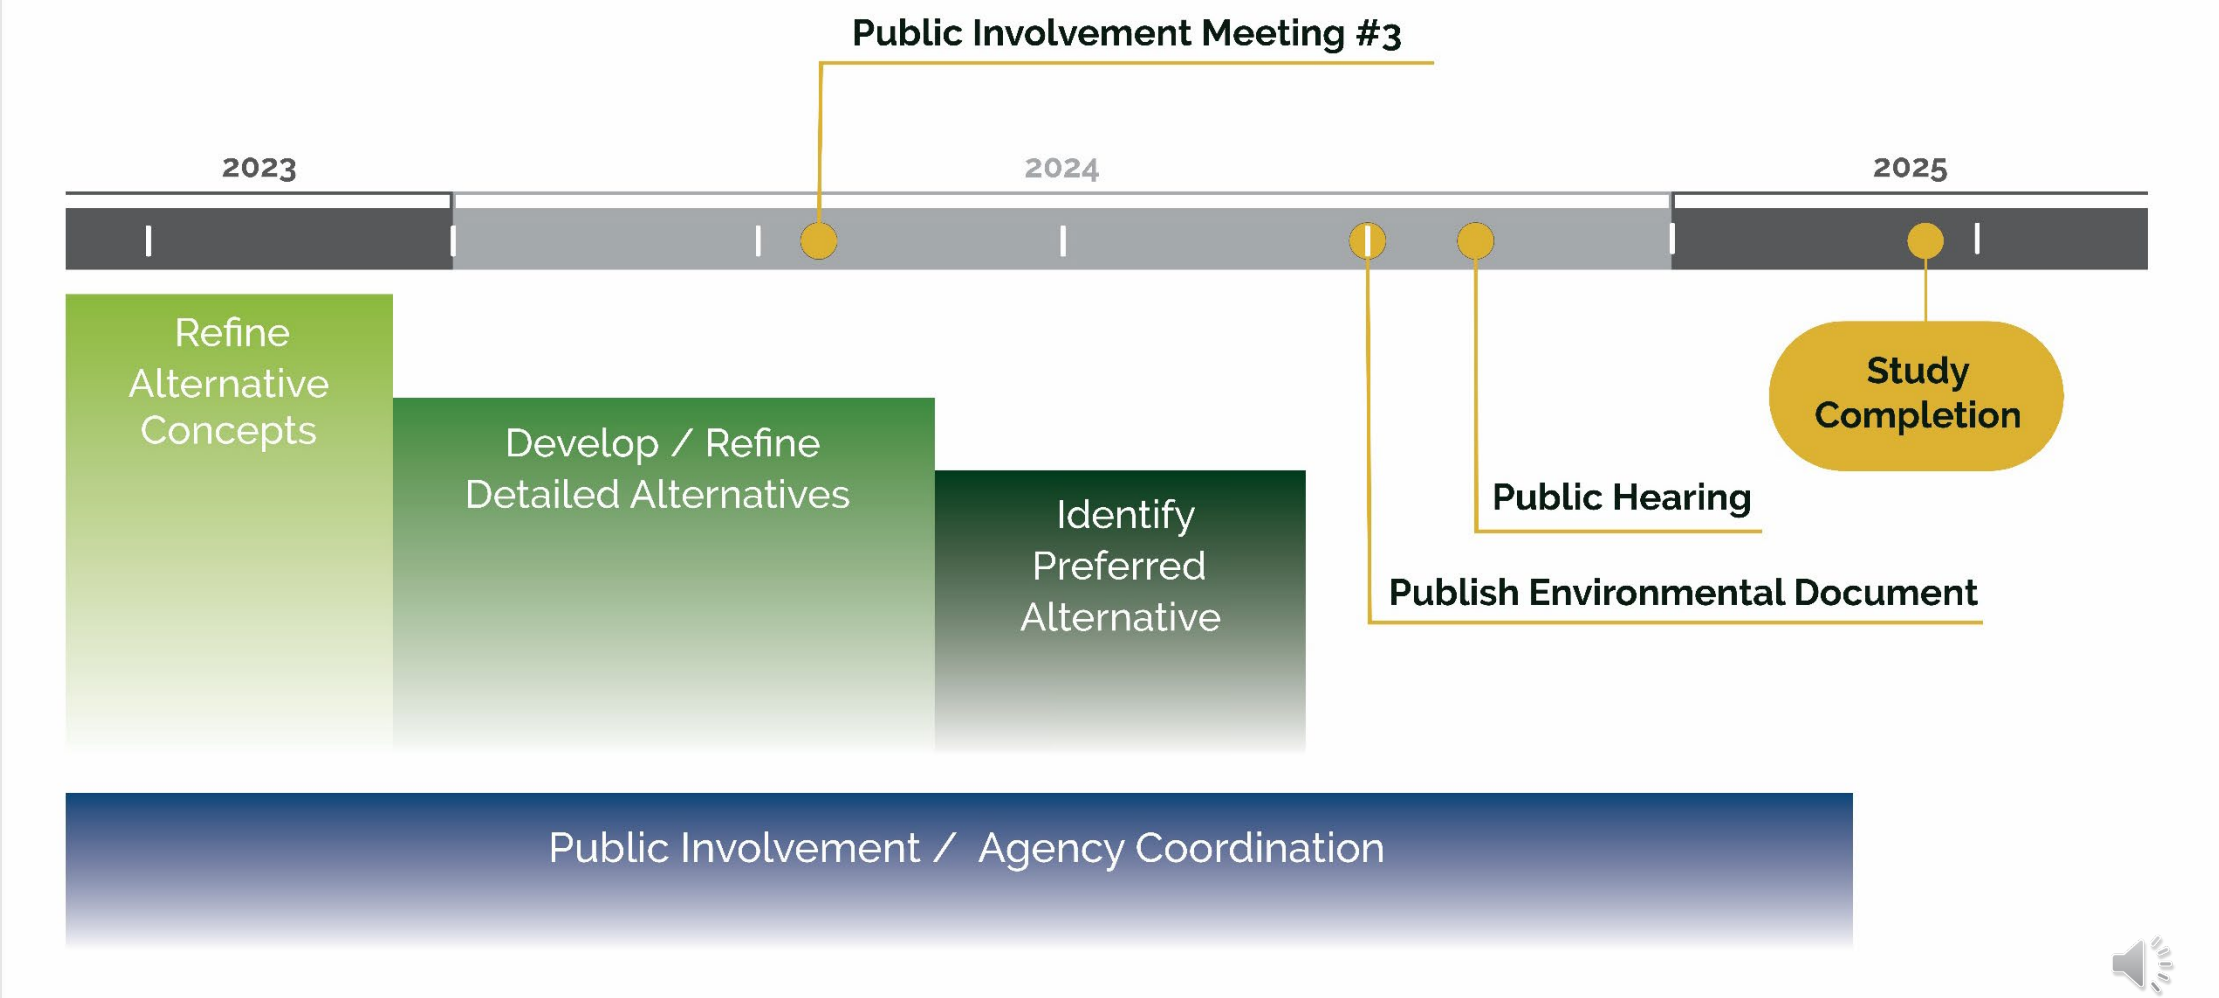 Public Involvement Meeting #3
2023
2024
2025
Refine
Alternative
Concepts
Develop / Refine
Detailed Alternatives
Identify
Preferred
Alternative
Study
Completion
Public Hearing
Publish Environmental Document
Public Involvement / Agency Coordination